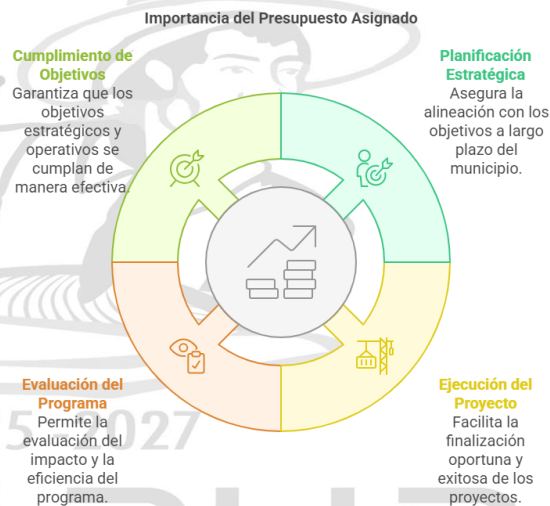 Importancia del Presupuesto Asignado
Cumplimiento de
Objetivos
Garantiza que los
objetivos
estratégicos y
operativos se
cumplan de
manera efectiva.
Planificación
Estratégica
Asegura la
alineación con los
objetivos a largo
plazo del
municipio.
Evaluación del
Programa
Permite la
evaluación del
impacto y la
eficiencia del
programa.
Ejecución del
Proyecto
Facilita la
finalización
oportuna y
exitosa de los
proyectos.
5-2027